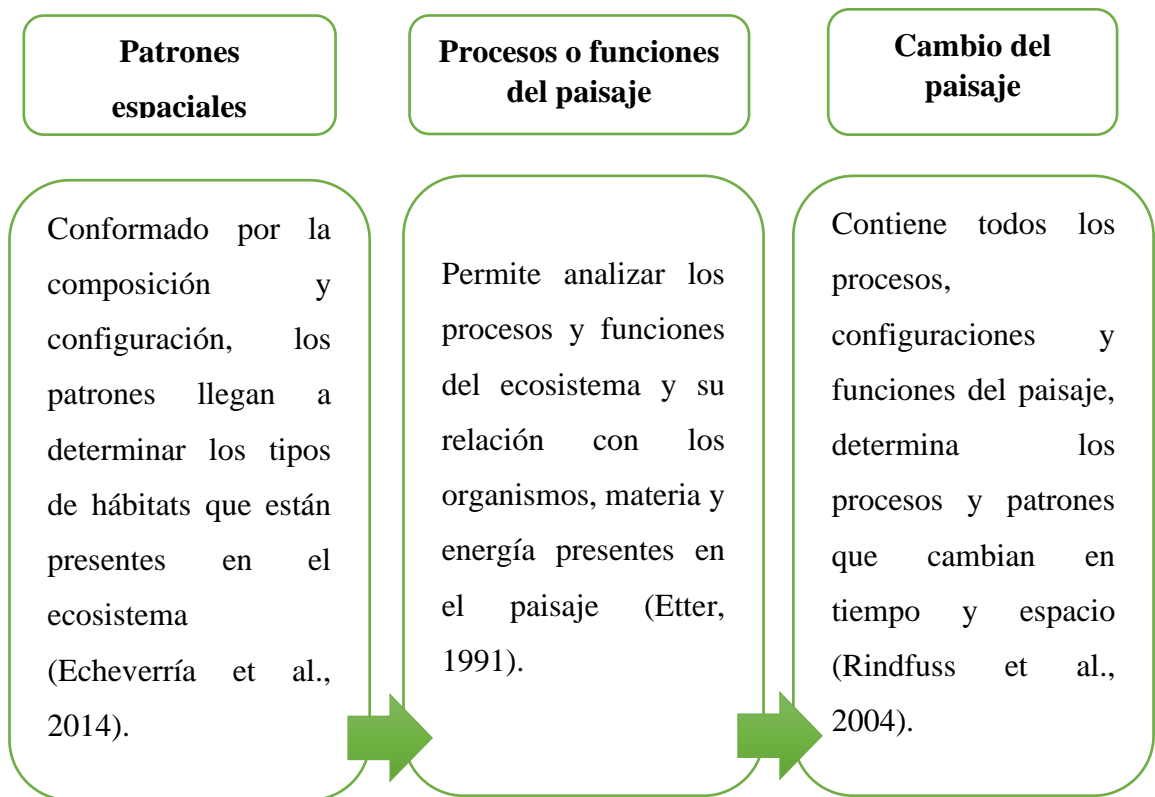 Patrones
espaciales
Conformado por la
composición y
configuración, los
patrones llegan a
determinar los tipos
de hábitats que están
presentes en el
ecosistema
(Echeverría et al.,
2014).
Procesos o funciones
del paisaje
Permite analizar los
procesos y funciones
del ecosistema y su
relación con los
organismos, materia y
energía presentes en
el paisaje (Etter,
1991).
Cambio del
paisaje
Contiene todos los
procesos,
configuraciones y
funciones del paisaje,
determina los
procesos y patrones
que cambian en
tiempo y espacio
(Rindfuss et al.,
2004).